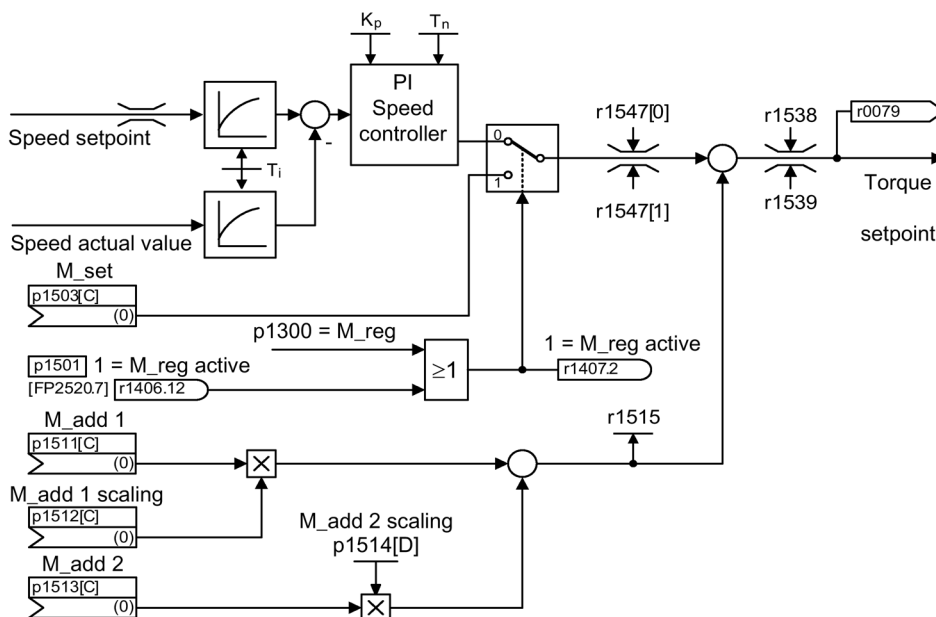 Kp
Tn
PI
Speed
controller
Speed setpoint
-
Ti
Speed actual value
0
1
r1547[0]
r1547[1]
r1538
r1539
r0079
Torque
setpoint
M_set
p1503[C]
(0)
p1300 = M_reg
p1501
1 = M_reg active
[FP2520.7]
r1406.12
≥1
1 = M_reg active
r1407.2
M_add 1
p1511[C]
(0)
r1515
M_add 1 scaling
p1512[C]
(0)
M_add 2 scaling
p1514[D]
M_add 2
p1513[C]
(0)